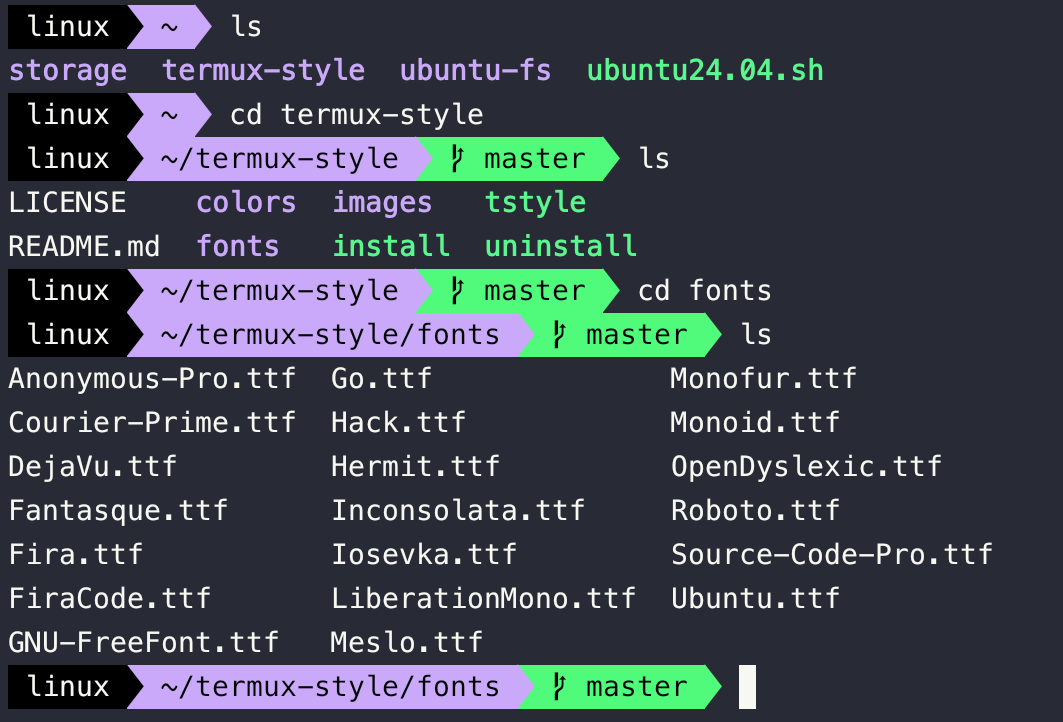 linux ~ ls
storage termux-style ubuntu-fs ubuntu24.04.sh
linux ~ cd termux-style
linux ~/termux-style master ls
LICENSE colors images tstyle
README.md fonts install uninstall
linux ~/termux-style master cd fonts
linux ~/termux-style/fonts master ls
Anonymous-Pro.ttf Go.ttf Monofur.ttf
Courier-Prime.ttf Hack.ttf Monoid.ttf
DejaVu.ttf Hermit.ttf OpenDyslexic.ttf
Fantasque.ttf Inconsolata.ttf Roboto.ttf
Fira.ttf Iosevka.ttf Source-Code-Pro.ttf
FiraCode.ttf LiberationMono.ttf Ubuntu.ttf
GNU-FreeFont.ttf Meslo.ttf
linux ~/termux-style/fonts master